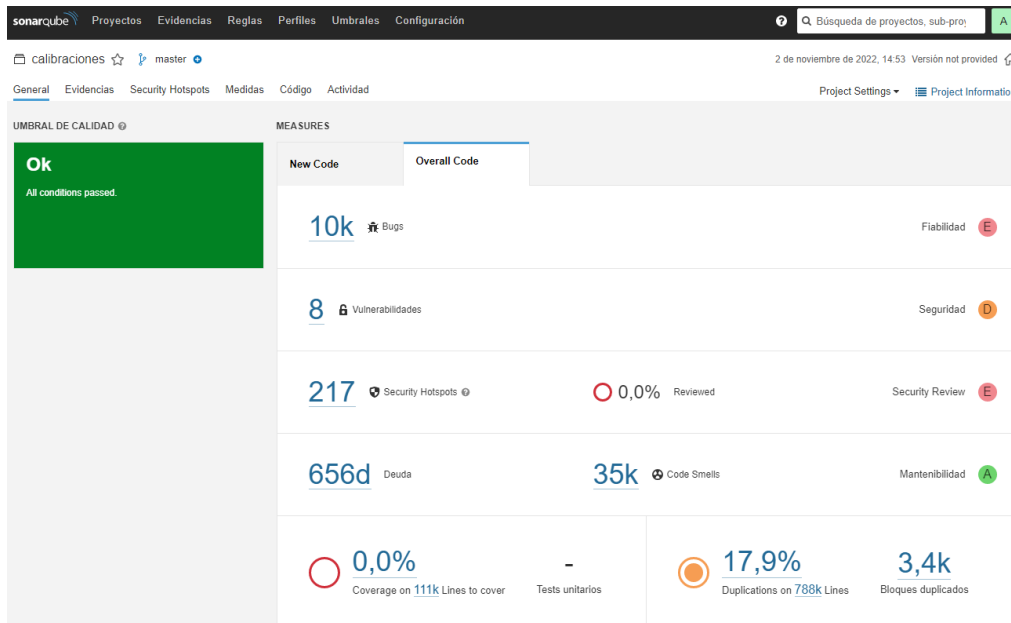 sonarqube Proyectos Evidencias Reglas Perfiles Umbrales Configuración ? Búsqueda de proyectos, sub-proy A
calibraciones master 2 de noviembre de 2022, 14:53 Versión not provided
General Evidencias Security Hotspots Medidas Código Actividad Project Settings Project Informatio
UMBRAL DE CALIDAD ? MEASURES
Ok
All conditions passed.
New Code Overall Code
10k Bugs Fiabilidad E
8 Vulnerabilidades Seguridad D
217 Security Hotspots ? 0,0% Reviewed Security Review E
656d Deuda 35k Code Smells Mantenibilidad A
0,0% - 17,9% 3,4k
Coverage on 111k Lines to cover Tests unitarios Duplications on 788k Lines Bloques duplicados